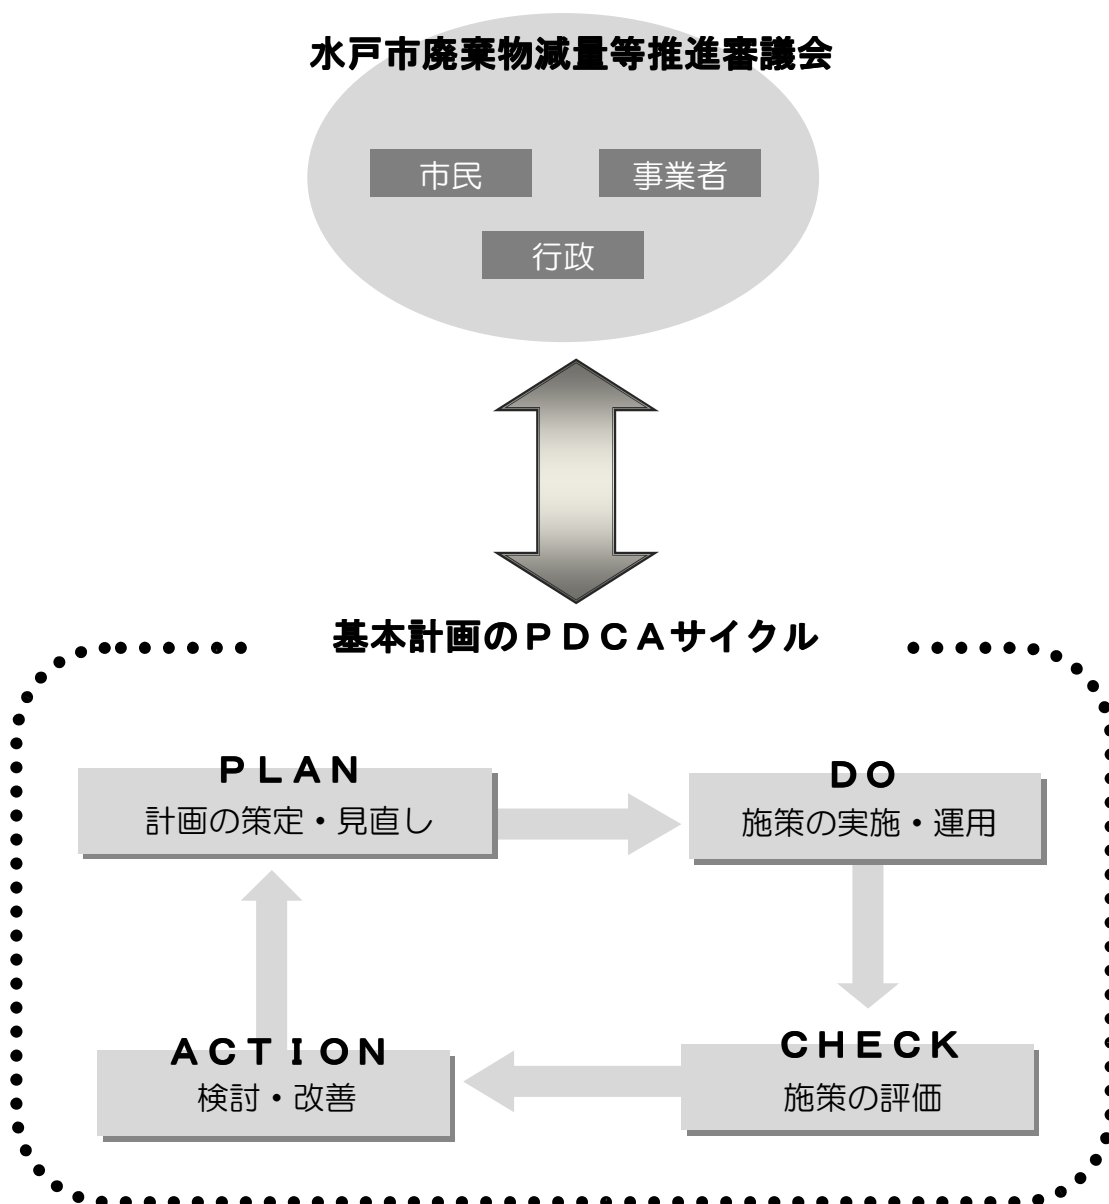 水戸市廃棄物減量等推進審議会
市民
事業者
行政
基本計画のＰＤＣＡサイクル
ＰＬＡＮ
計画の策定・見直し
ＤＯ
施策の実施・運用
ＡＣＴＩＯＮ
検討・改善
ＣＨＥＣＫ
施策の評価